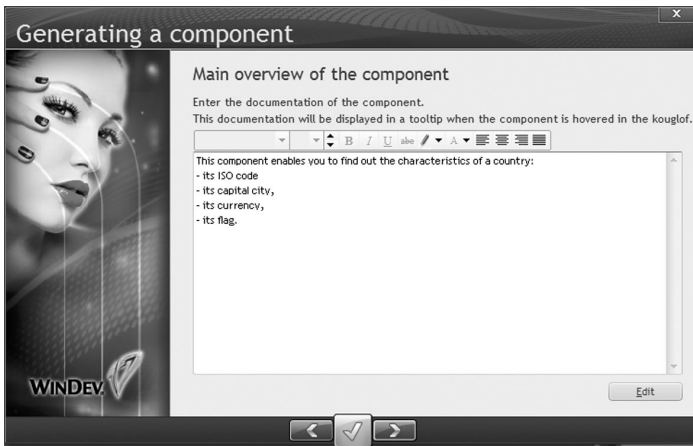 X
Generating a component
Main overview of the component
Enter the documentation of the component.
This documentation will be displayed in a tooltip when the component is hovered in the kouglof.
B I U abc A
This component enables you to find out the characteristics of a country:
- its ISO code
- its capital city,
- its currency,
- its flag.
WINDEV.
Edit